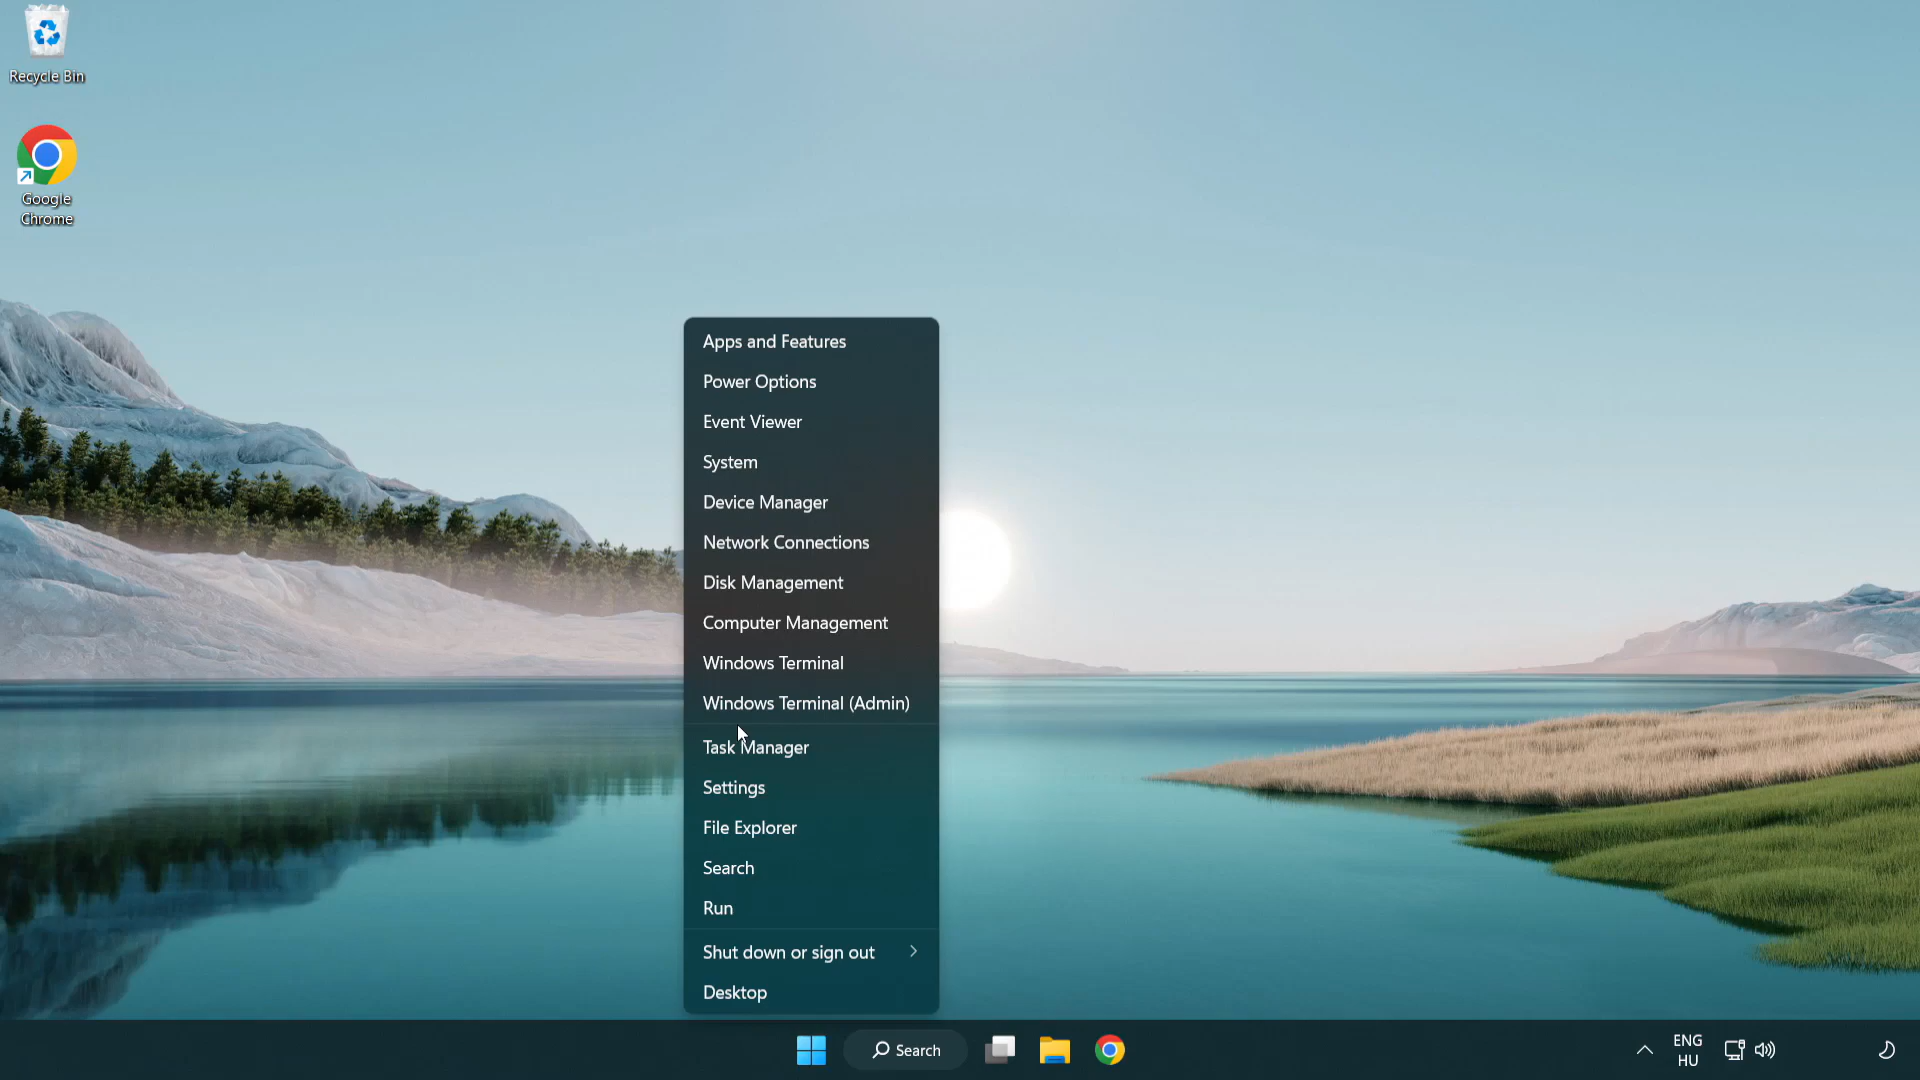 Recycle Bin
Google
Chrome
Apps and Features
Power Options
Event Viewer
System
Device Manager
Network Connections
Disk Management
Computer Management
Windows Terminal
Windows Terminal (Admin)
Task Manager
Settings
File Explorer
Search
Run
Shut down or sign out
Desktop
Search
ENG
HU